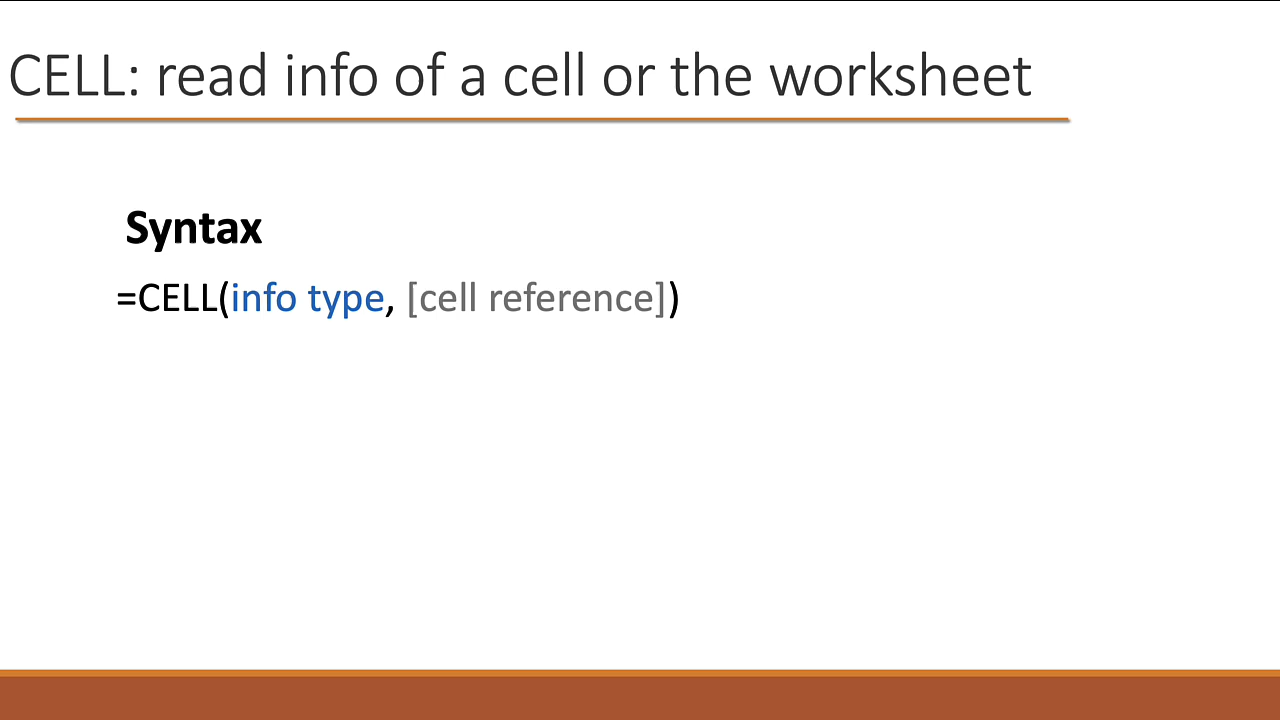 CELL: read info of a cell or the worksheet
Syntax
=CELL(info type, [cell reference])